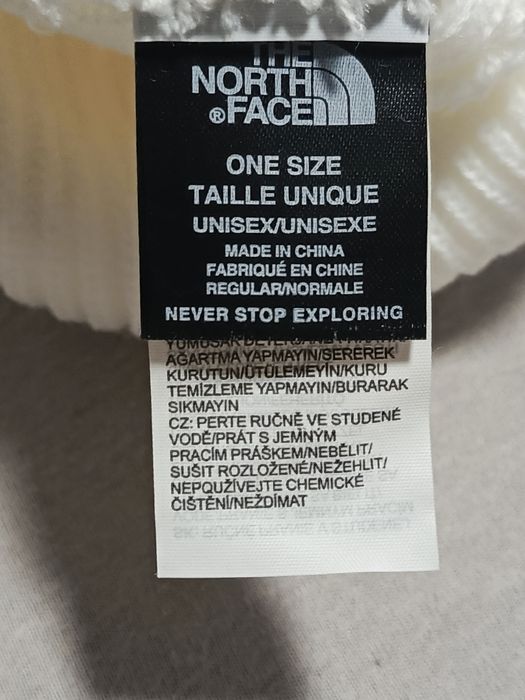 THE
NORTH
®FACE
ONE SIZE
TAILLE UNIQUE
UNISEX/UNISEXE
MADE IN CHINA
FABRIQUÉ EN CHINE
REGULAR/NORMALE
NEVER STOP EXPLORING
YUMUŞAK
AĞARTMA YAPMAYIN/SEREREK
KURUTUN/ÜTÜLEMEYİN/KURU
TEMİZLEME YAPMAYIN/BURARAK
SIKMAYIN
CZ: PERTE RUČNĚ VE STUDENÉ
VODĚ/PRÁT S JEMNÝM
PRACÍM PRÁŠKEM/NEBĚLIT/
SUŠIT ROZLOŽENÉ/NEŽEHLIT/
NEPOUŽÍVEJTE CHEMICKÉ
ČIŠTĚNÍ/NEŽDÍMAT